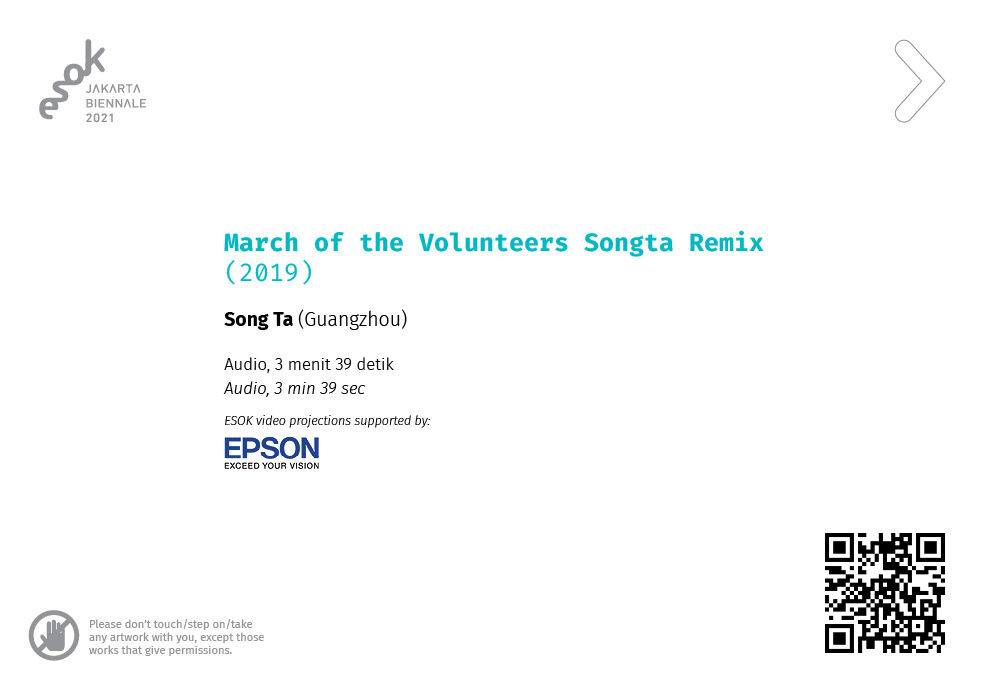 esok
JAKARTA
BIENNALE
2021
March of the Volunteers Songta Remix
(2019)
Song Ta (Guangzhou)
Audio, 3 menit 39 detik
Audio, 3 min 39 sec
ESOK video projections supported by:
EPSON
EXCEED YOUR VISION
Please don’t touch/step on/take
any artwork with you, except those
works that give permissions.